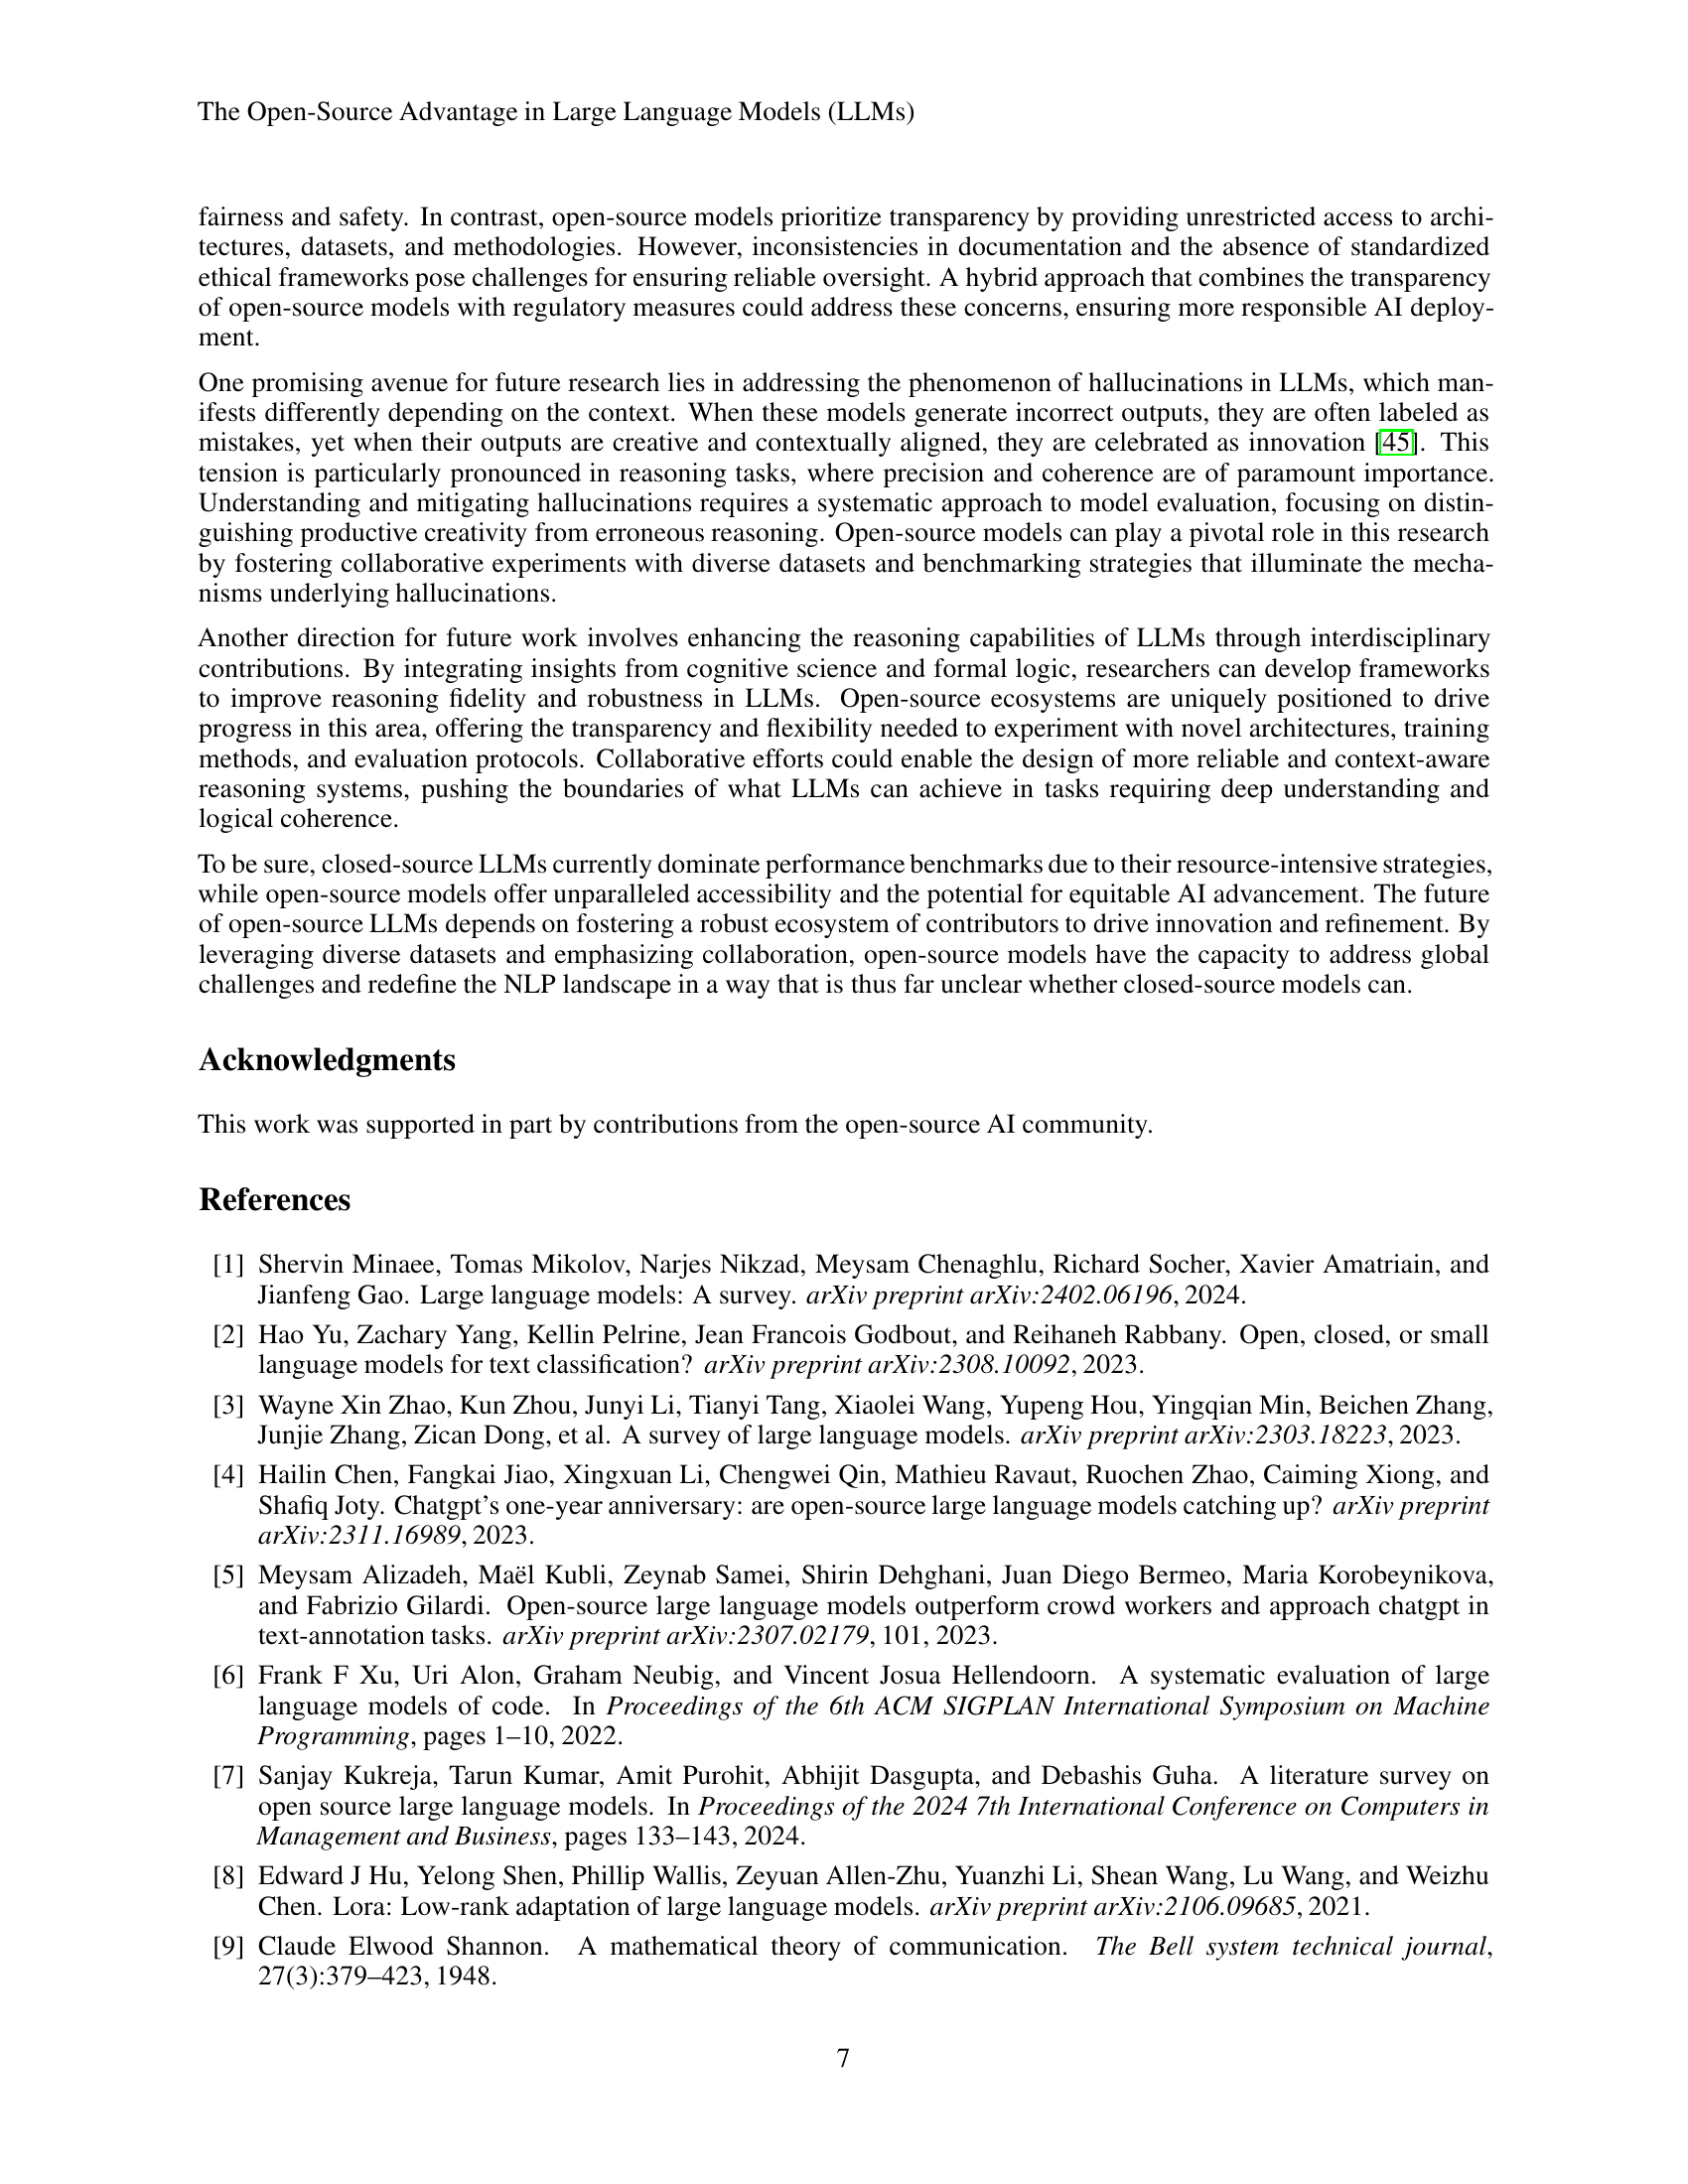 The Open-Source Advantage in Large Language Models (LLMs)
fairness and safety. In contrast, open-source models prioritize transparency by providing unrestricted access to archi-
tectures, datasets, and methodologies. However, inconsistencies in documentation and the absence of standardized
ethical frameworks pose challenges for ensuring reliable oversight. A hybrid approach that combines the transparency
of open-source models with regulatory measures could address these concerns, ensuring more responsible AI deploy-
ment.
One promising avenue for future research lies in addressing the phenomenon of hallucinations in LLMs, which man-
ifests differently depending on the context. When these models generate incorrect outputs, they are often labeled as
mistakes, yet when their outputs are creative and contextually aligned, they are celebrated as innovation [45]. This
tension is particularly pronounced in reasoning tasks, where precision and coherence are of paramount importance.
Understanding and mitigating hallucinations requires a systematic approach to model evaluation, focusing on distin-
guishing productive creativity from erroneous reasoning. Open-source models can play a pivotal role in this research
by fostering collaborative experiments with diverse datasets and benchmarking strategies that illuminate the mecha-
nisms underlying hallucinations.
Another direction for future work involves enhancing the reasoning capabilities of LLMs through interdisciplinary
contributions. By integrating insights from cognitive science and formal logic, researchers can develop frameworks
to improve reasoning fidelity and robustness in LLMs. Open-source ecosystems are uniquely positioned to drive
progress in this area, offering the transparency and flexibility needed to experiment with novel architectures, training
methods, and evaluation protocols. Collaborative efforts could enable the design of more reliable and context-aware
reasoning systems, pushing the boundaries of what LLMs can achieve in tasks requiring deep understanding and
logical coherence.
To be sure, closed-source LLMs currently dominate performance benchmarks due to their resource-intensive strategies,
while open-source models offer unparalleled accessibility and the potential for equitable AI advancement. The future
of open-source LLMs depends on fostering a robust ecosystem of contributors to drive innovation and refinement. By
leveraging diverse datasets and emphasizing collaboration, open-source models have the capacity to address global
challenges and redefine the NLP landscape in a way that is thus far unclear whether closed-source models can.
Acknowledgments
This work was supported in part by contributions from the open-source AI community.
References
[1] Shervin Minaee, Tomas Mikolov, Narjes Nikzad, Meysam Chenaghlu, Richard Socher, Xavier Amatriain, and
Jianfeng Gao. Large language models: A survey. arXiv preprint arXiv:2402.06196, 2024.
[2] Hao Yu, Zachary Yang, Kellin Pelrine, Jean Francois Godbout, and Reihaneh Rabbany. Open, closed, or small
language models for text classification? arXiv preprint arXiv:2308.10092, 2023.
[3] Wayne Xin Zhao, Kun Zhou, Junyi Li, Tianyi Tang, Xiaolei Wang, Yupeng Hou, Yingqian Min, Beichen Zhang,
Junjie Zhang, Zican Dong, et al. A survey of large language models. arXiv preprint arXiv:2303.18223, 2023.
[4] Hailin Chen, Fangkai Jiao, Xingxuan Li, Chengwei Qin, Mathieu Ravaut, Ruochen Zhao, Caiming Xiong, and
Shafiq Joty. Chatgpt's one-year anniversary: are open-source large language models catching up? arXiv preprint
arXiv:2311.16989, 2023.
[5] Meysam Alizadeh, Maël Kubli, Zeynab Samei, Shirin Dehghani, Juan Diego Bermeo, Maria Korobeynikova,
and Fabrizio Gilardi. Open-source large language models outperform crowd workers and approach chatgpt in
text-annotation tasks. arXiv preprint arXiv:2307.02179, 101, 2023.
[6] Frank F Xu, Uri Alon, Graham Neubig, and Vincent Josua Hellendoorn. A systematic evaluation of large
language models of code. In Proceedings of the 6th ACM SIGPLAN International Symposium on Machine
Programming, pages 1–10, 2022.
[7] Sanjay Kukreja, Tarun Kumar, Amit Purohit, Abhijit Dasgupta, and Debashis Guha. A literature survey on
open source large language models. In Proceedings of the 2024 7th International Conference on Computers in
Management and Business, pages 133–143, 2024.
[8] Edward J Hu, Yelong Shen, Phillip Wallis, Zeyuan Allen-Zhu, Yuanzhi Li, Shean Wang, Lu Wang, and Weizhu
Chen. Lora: Low-rank adaptation of large language models. arXiv preprint arXiv:2106.09685, 2021.
[9] Claude Elwood Shannon. A mathematical theory of communication. The Bell system technical journal,
27(3):379–423, 1948.
7